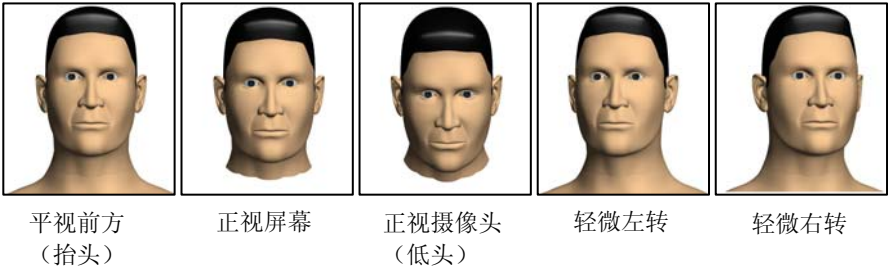 平视前方
（抬头）
正视屏幕
正视摄像头
（低头）
轻微左转
轻微右转